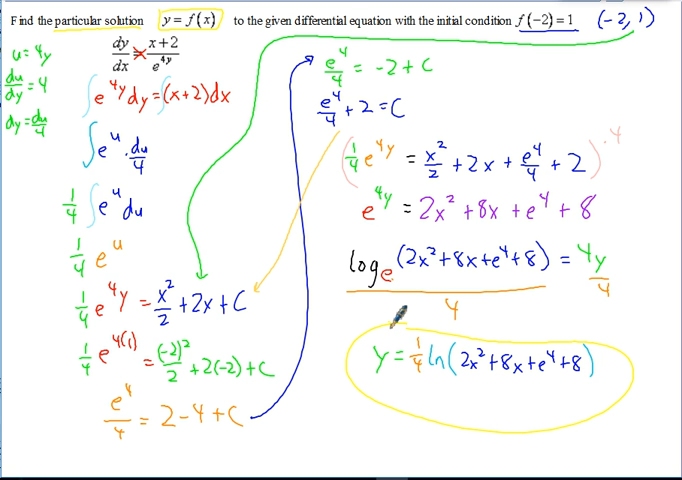 Find the particular solution y = f(x) to the given differential equation with the initial condition f(−2) = 1 (-2, 1)
u = 4y
du/dy = 4
dy = du/4
dy/dx = x+2/e^4y
∫ e^4y dy = ∫ (x+2) dx
∫ e^u · du/4
1/4 ∫ e^u du
1/4 e^u
1/4 e^4y = x²/2 + 2x + C
1/4 e^4(1) = (-2)²/2 + 2(-2) + C
e⁴/4 = 2 - 4 + C
e⁴/4 = -2 + C
e⁴/4 + 2 = C
(1/4 e^4y = x²/2 + 2x + e⁴/4 + 2) · 4
e^4y = 2x² + 8x + e⁴ + 8
log_e (2x² + 8x + e⁴ + 8)/4 = 4y/4
y = 1/4 ln(2x² + 8x + e⁴ + 8)